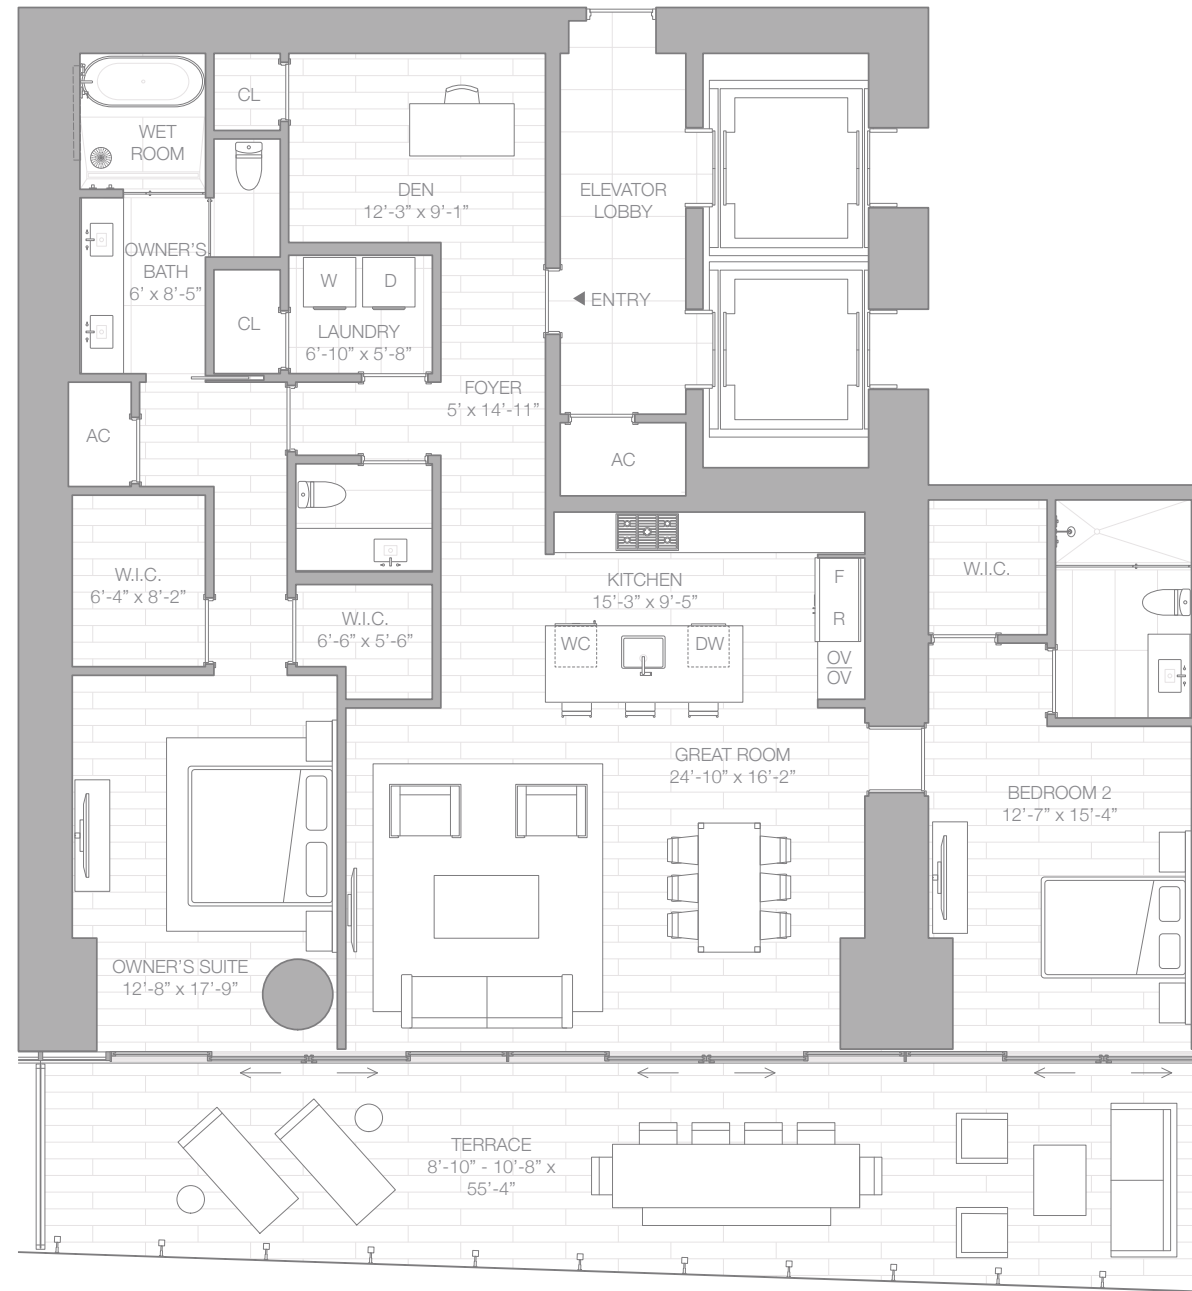 CL
WET
ROOM
DEN
12’-3” x 9’-1”
ELEVATOR
LOBBY
OWNER’S
BATH
6’ x 8’-5”
W
D
ENTRY
CL
LAUNDRY
6’-10” x 5’-8”
FOYER
5’ x 14’-11”
AC
AC
W.I.C.
6’-4” x 8’-2”
KITCHEN
15’-3” x 9’-5”
F
R
W.I.C.
W.I.C.
6’-6” x 5’-6”
WC
DW
OV
OV
GREAT ROOM
24’-10” x 16’-2”
BEDROOM 2
12’-7” x 15’-4”
OWNER’S SUITE
12’-8” x 17’-9”
TERRACE
8’-10” - 10’-8” x
55’-4”